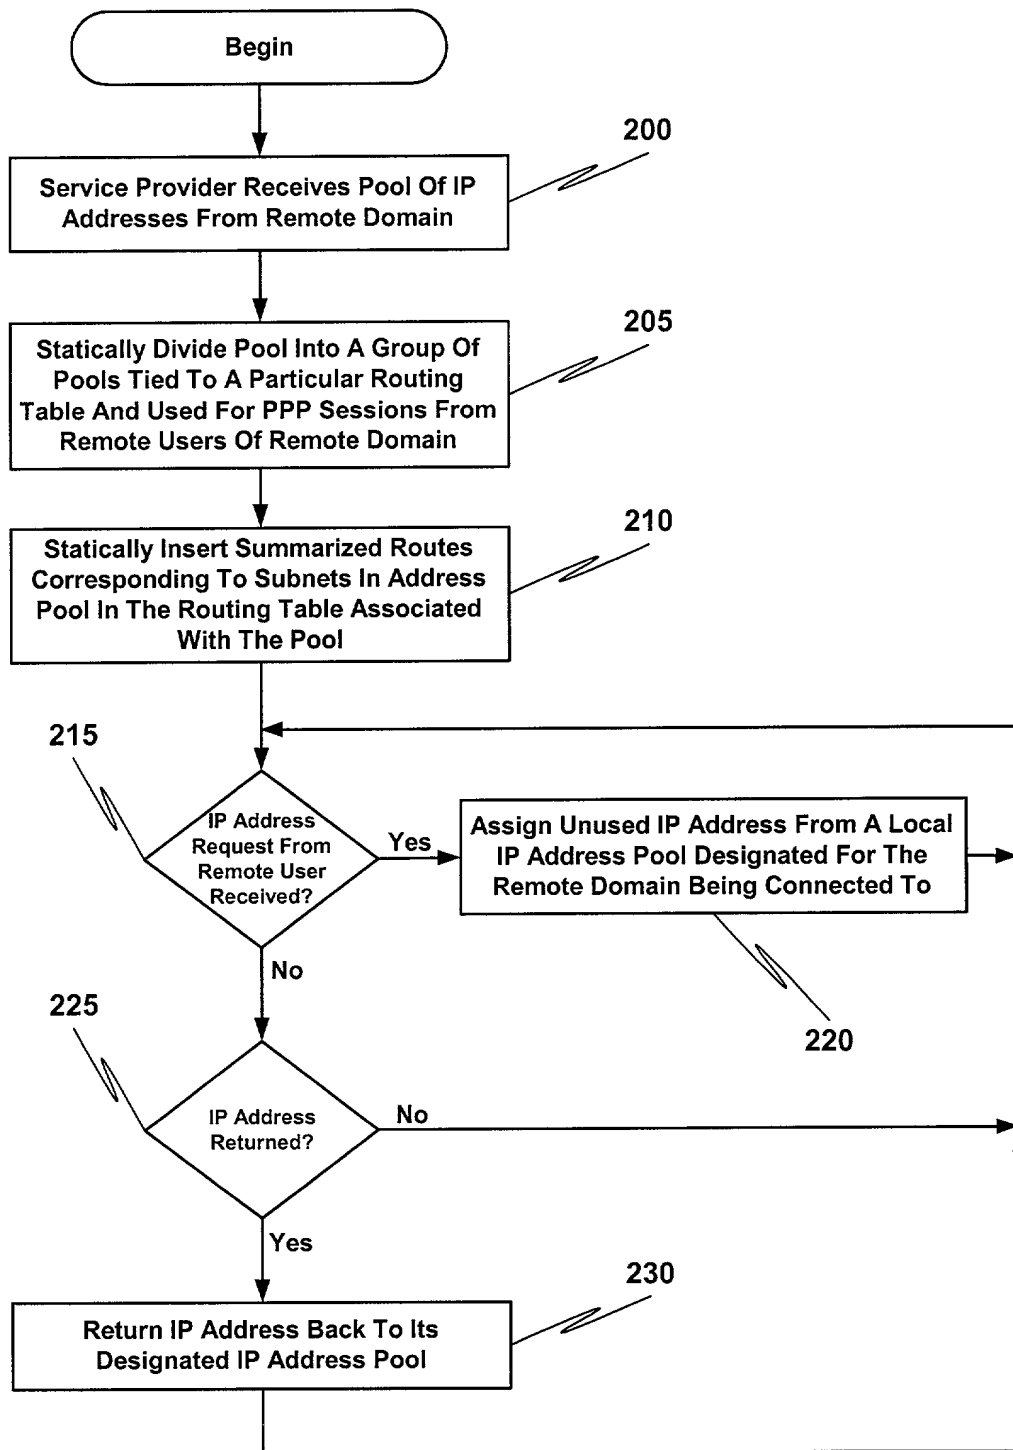 Begin
200
Service Provider Receives Pool Of IP
Addresses From Remote Domain
205
Statically Divide Pool Into A Group Of
Pools Tied To A Particular Routing
Table And Used For PPP Sessions From
Remote Users Of Remote Domain
210
Statically Insert Summarized Routes
Corresponding To Subnets In Address
Pool In The Routing Table Associated
With The Pool
215
IP Address
Request From
Remote User
Received?
Yes
Assign Unused IP Address From A Local
IP Address Pool Designated For The
Remote Domain Being Connected To
No
220
225
IP Address
Returned?
No
Yes
230
Return IP Address Back To Its
Designated IP Address Pool